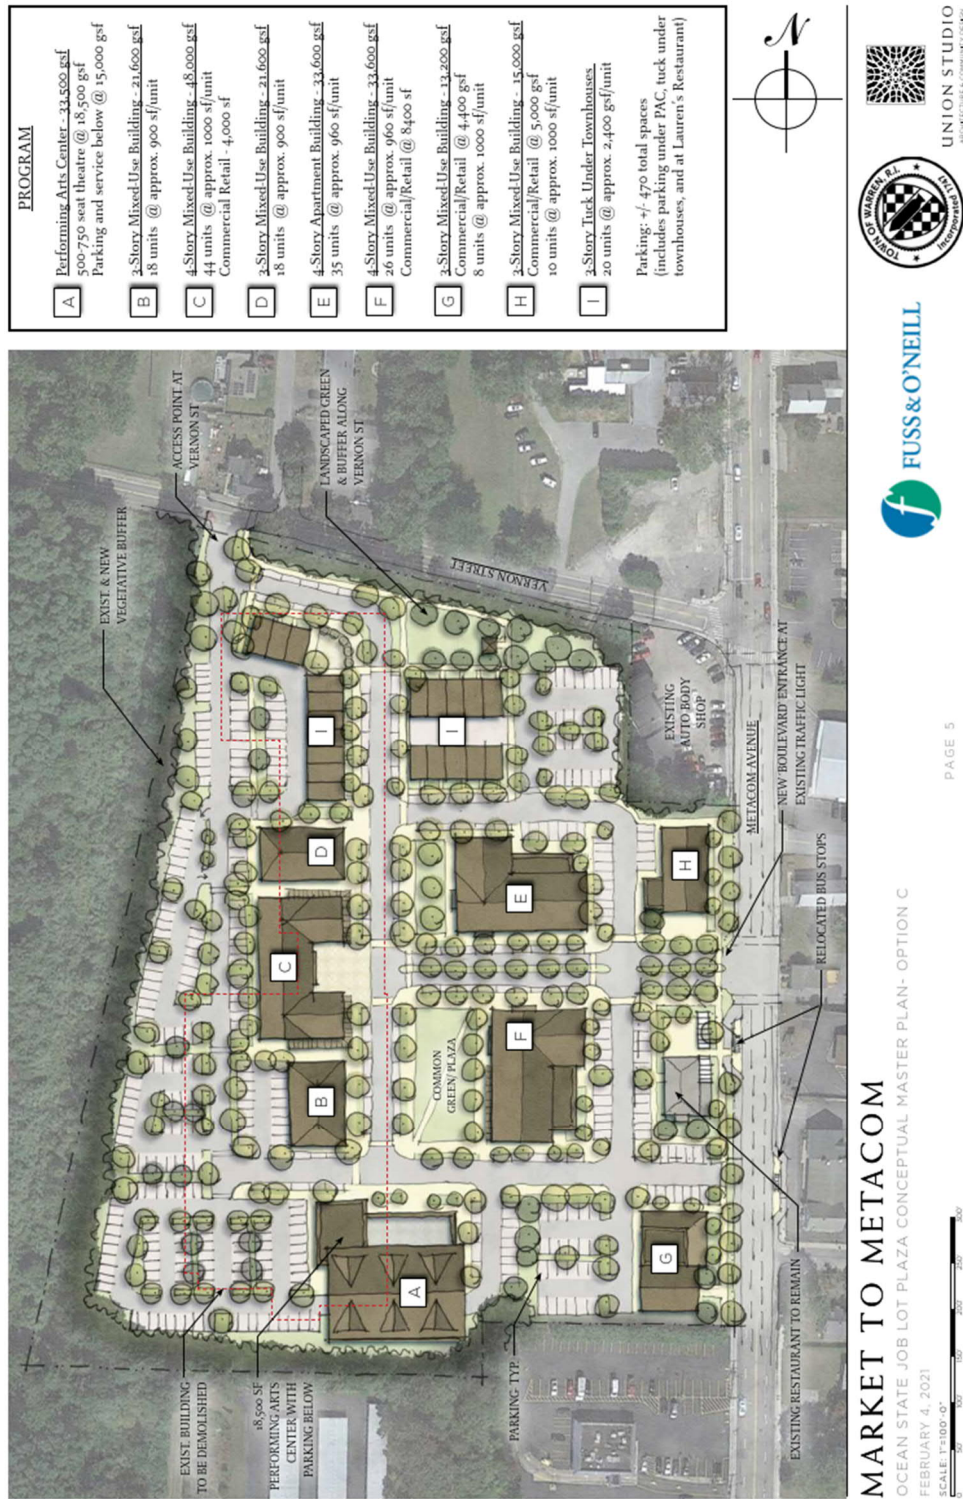 PROGRAM
A
Performing Arts Center - 33,500 gsf
500-750 seat theatre @ 18,500 gsf
Parking and service below @ 15,000 gsf
B
3-Story Mixed-Use Building - 21,600 gsf
18 units @ approx. 900 sf/unit
C
4-Story Mixed-Use Building - 48,000 gsf
44 units @ approx. 1000 sf/unit
Commercial Retail - 4,000 sf
D
3-Story Mixed-Use Building - 21,600 gsf
18 units @ approx. 900 sf/unit
E
4-Story Apartment Building - 33,600 gsf
35 units @ approx. 960 sf/unit
F
4-Story Mixed-Use Building - 33,600 gsf
26 units @ approx. 960 sf/unit
Commercial/Retail @ 8400 sf
G
3-Story Mixed-Use Building - 13,200 gsf
Commercial/Retail @ 4,400 gsf
8 units @ approx. 1000 sf/unit
H
3-Story Mixed-Use Building - 15,000 gsf
Commercial/Retail @ 5,000 gsf
10 units @ approx. 1000 sf/unit
I
3-Story Tuck Under Townhouses
20 units @ approx. 2,400 gsf/unit
Parking: +/- 470 total spaces
(includes parking under PAC, tuck under
townhouses, and at Lauren's Restaurant)
N
EXIST. & NEW
VEGETATIVE BUFFER
ACCESS POINT AT
VERNON ST
LANDSCAPED GREEN
& BUFFER ALONG
VERNON ST
VERNON STREET
EXIST. BUILDING
TO BE DEMOLISHED
18,500 SF
PERFORMING ARTS
CENTER WITH
PARKING BELOW
A
B
C
D
I
I
E
F
COMMON
GREEN/ PLAZA
G
H
EXISTING
AUTO BODY
SHOP
METACOM AVENUE
PARKING TYP.
EXISTING RESTAURANT TO REMAIN
RELOCATED BUS STOPS
NEW 'BOULEVARD' ENTRANCE AT
EXISTING TRAFFIC LIGHT
MARKET TO METACOM
OCEAN STATE JOB LOT PLAZA CONCEPTUAL MASTER PLAN- OPTION C
FEBRUARY 4, 2021
SCALE: 1"=100'-0"
0 50' 100' 150' 200' 250' 300'
PAGE 5
f
FUSS&O'NEILL
TOWN OF WARREN, R.I.
Incorporated 1747
UNION STUDIO
ARCHITECTURE & COMMUNITY DESIGN